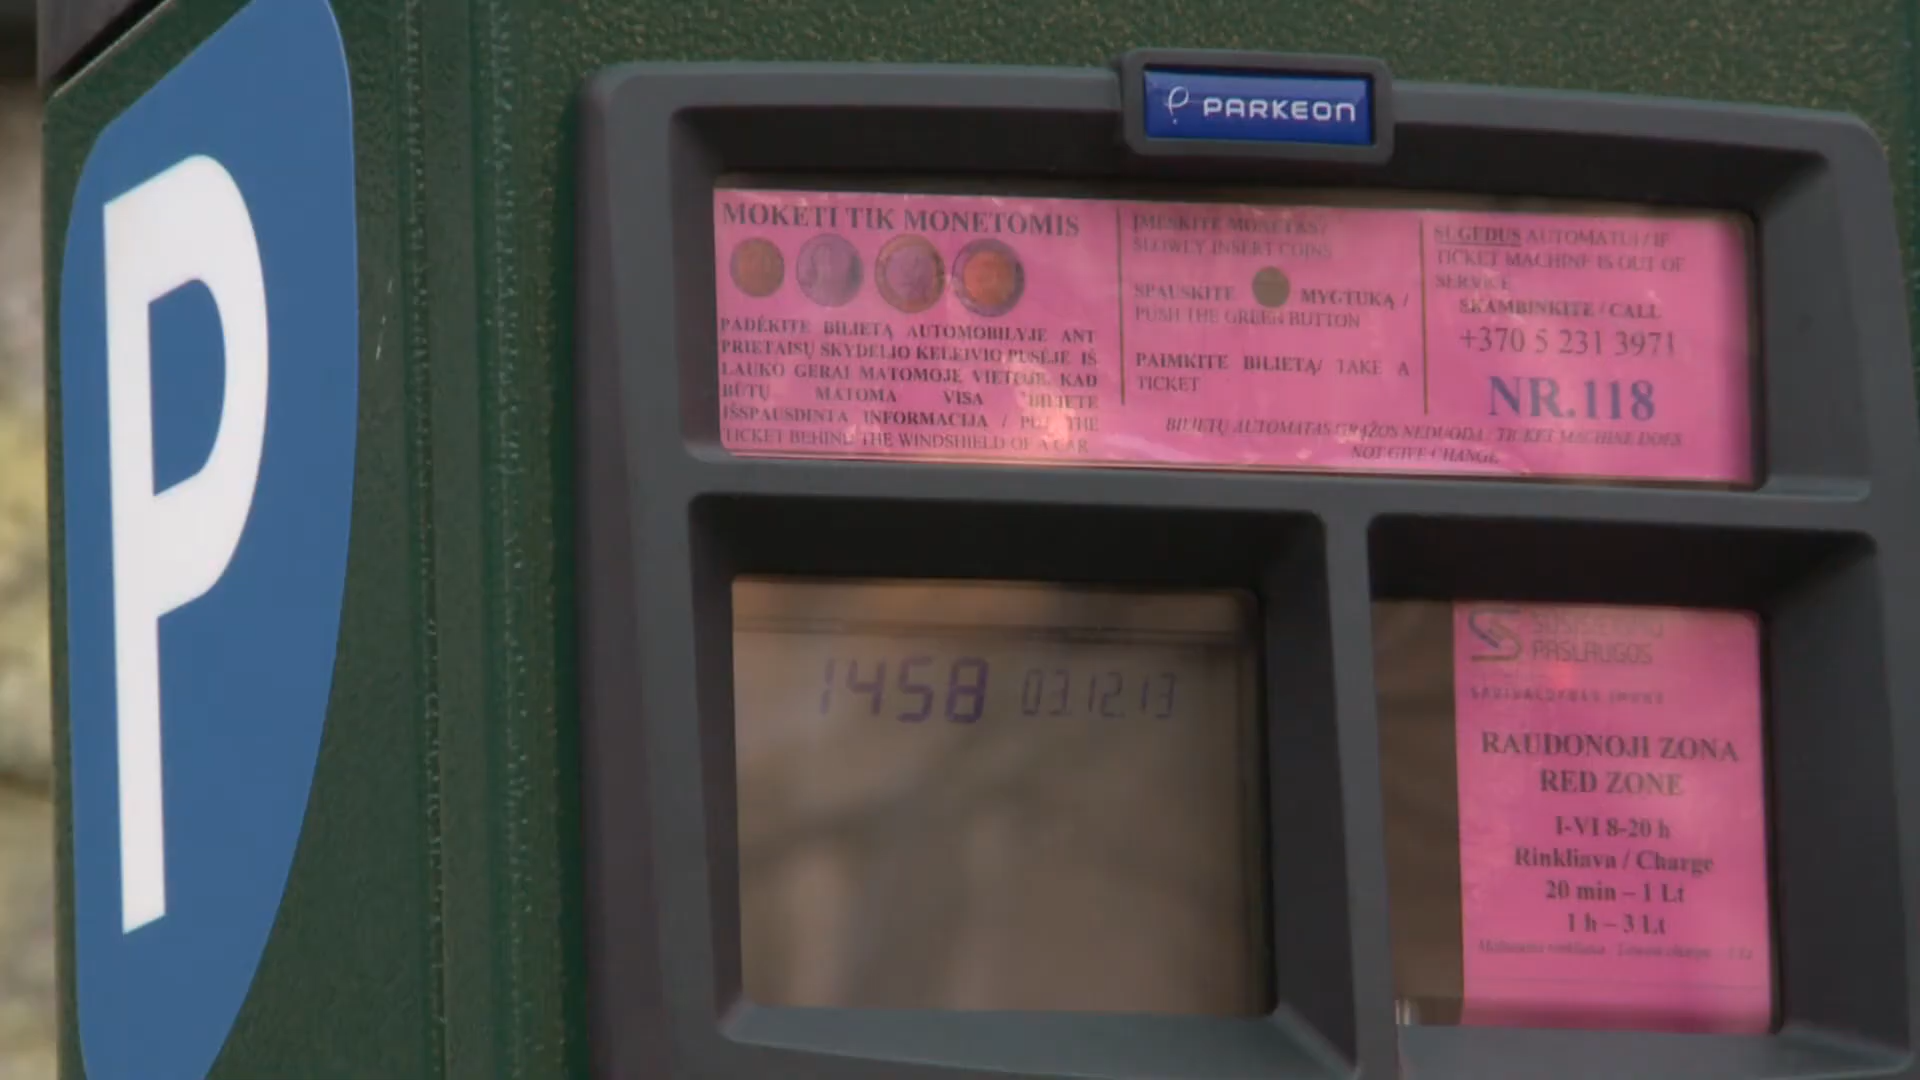 P
PARKEON
MOKĖTI TIK MONETOMIS
PADĖKITE BILIETĄ AUTOMOBILYJE ANT
PRIETAISŲ SKYDELIO KELEIVIO PUSĖJE IŠ
LAUKO GERAI MATOMOJE VIETOJE, KAD
BŪTŲ MATOMA VISA BILIETE
IŠSPAUSDINTA INFORMACIJA / PUT THE
TICKET BEHIND THE WINDSHIELD OF A CAR
ĮMESKITE MONETAS/
SLOWLY INSERT COINS
SPAUSKITE MYGTUKĄ /
PUSH THE GREEN BUTTON
PAIMKITE BILIETĄ/ TAKE A
TICKET
SUGEDUS AUTOMATUI / IF
TICKET MACHINE IS OUT OF
SERVICE
SKAMBINKITE / CALL
+370 5 231 3971
NR.118
BILIETŲ AUTOMATAS GRĄŽOS NEDUODA / TICKET MACHINE DOES
NOT GIVE CHANGE
1458 03.12.13
PASLAUGOS
RAUDONOJI ZONA
RED ZONE
I-VI 8-20 h
Rinkliava / Charge
20 min – 1 Lt
1 h – 3 Lt